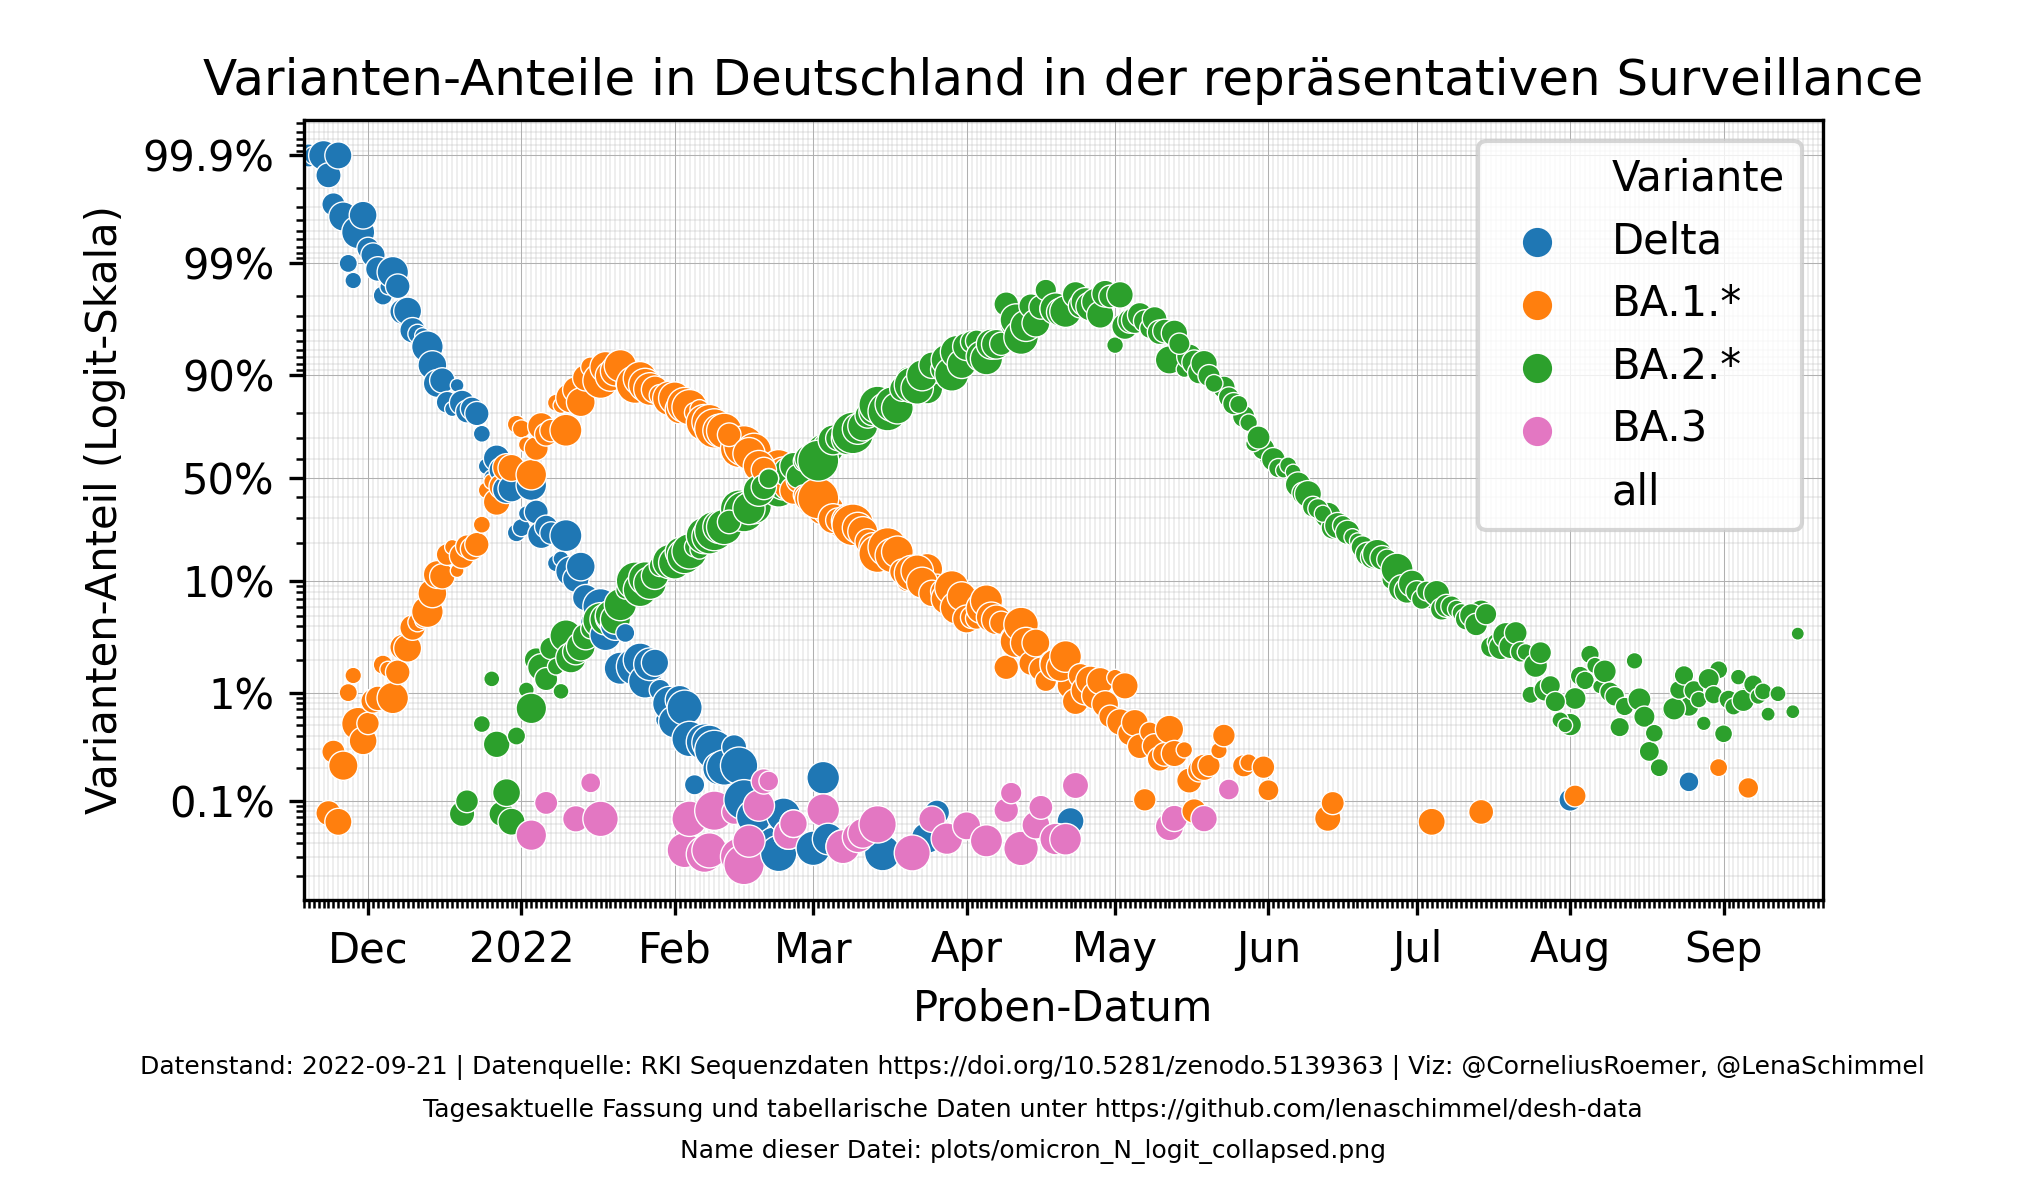 Varianten-Anteile in Deutschland in der repräsentativen Surveillance
Varianten-Anteil (Logit-Skala)
99.9%
99%
90%
50%
10%
1%
0.1%
Variante
Delta
BA.1.*
BA.2.*
BA.3
all
Dec 2022 Feb Mar Apr May Jun Jul Aug Sep
Proben-Datum
Datenstand: 2022-09-21 | Datenquelle: RKI Sequenzdaten https://doi.org/10.5281/zenodo.5139363 | Viz: @CorneliusRoemer, @LenaSchimmel
Tagesaktuelle Fassung und tabellarische Daten unter https://github.com/lenaschimmel/desh-data
Name dieser Datei: plots/omicron_N_logit_collapsed.png